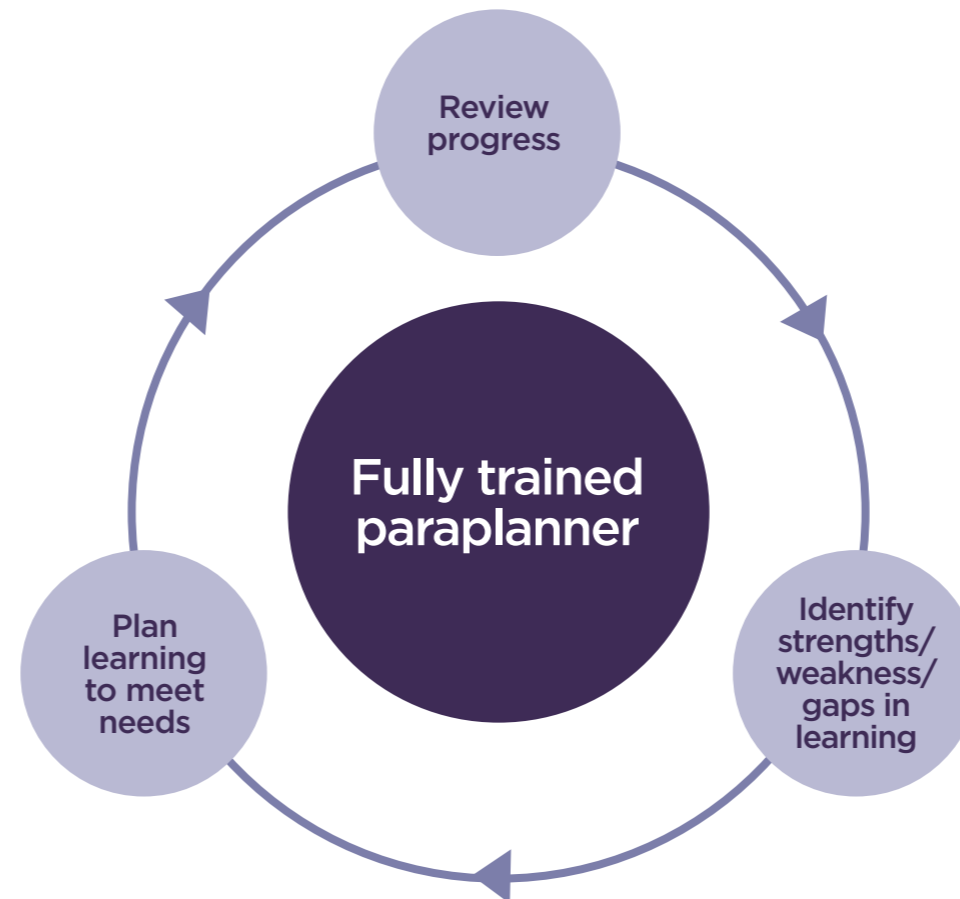 Review
progress
Fully trained
paraplanner
Identify
strengths/
weakness/
gaps in
learning
Plan
learning
to meet
needs